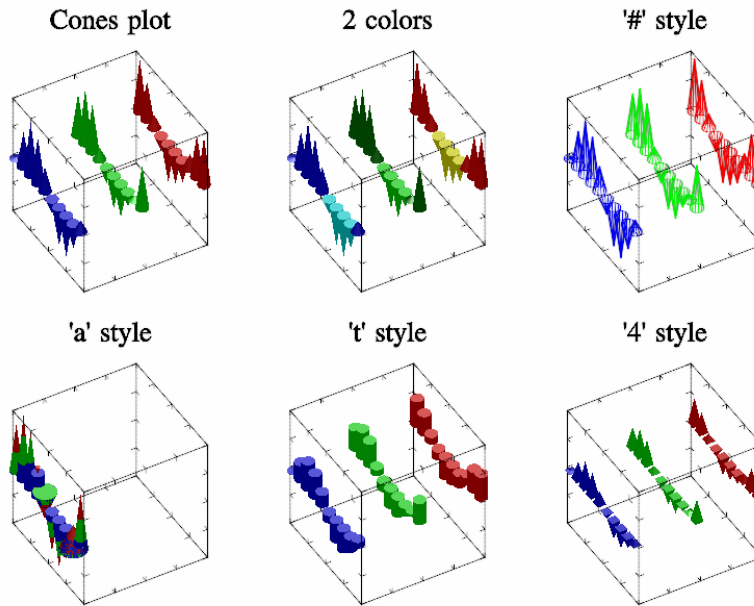 Cones plot
2 colors
'#' style
'a' style
't' style
'4' style